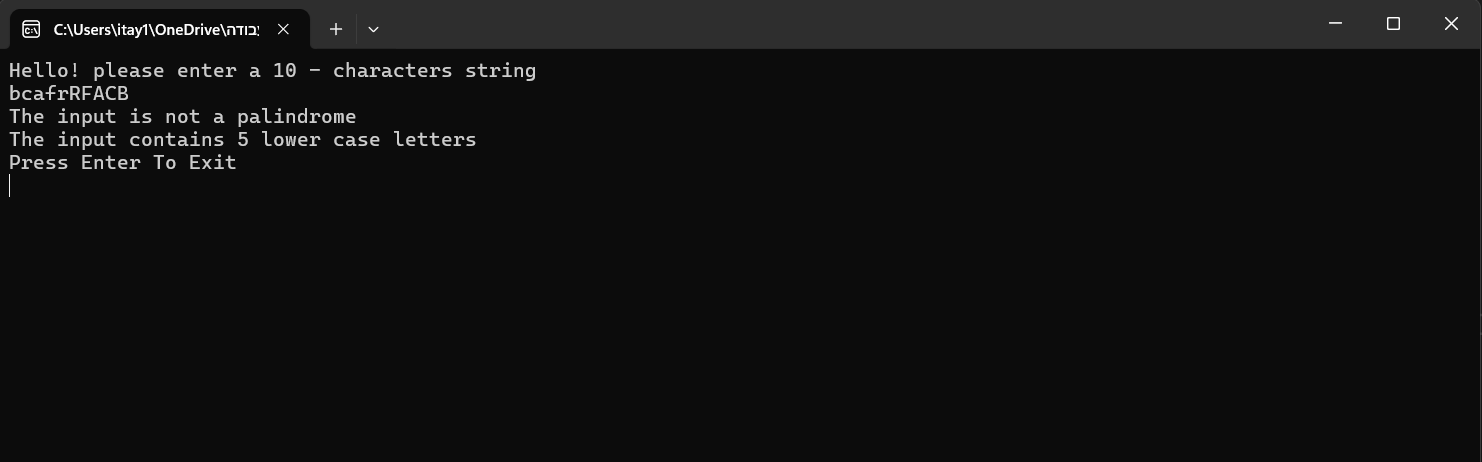 C:\Users\itay1\OneDrive\עבודה
Hello! please enter a 10 - characters string
bcafrRFACB
The input is not a palindrome
The input contains 5 lower case letters
Press Enter To Exit